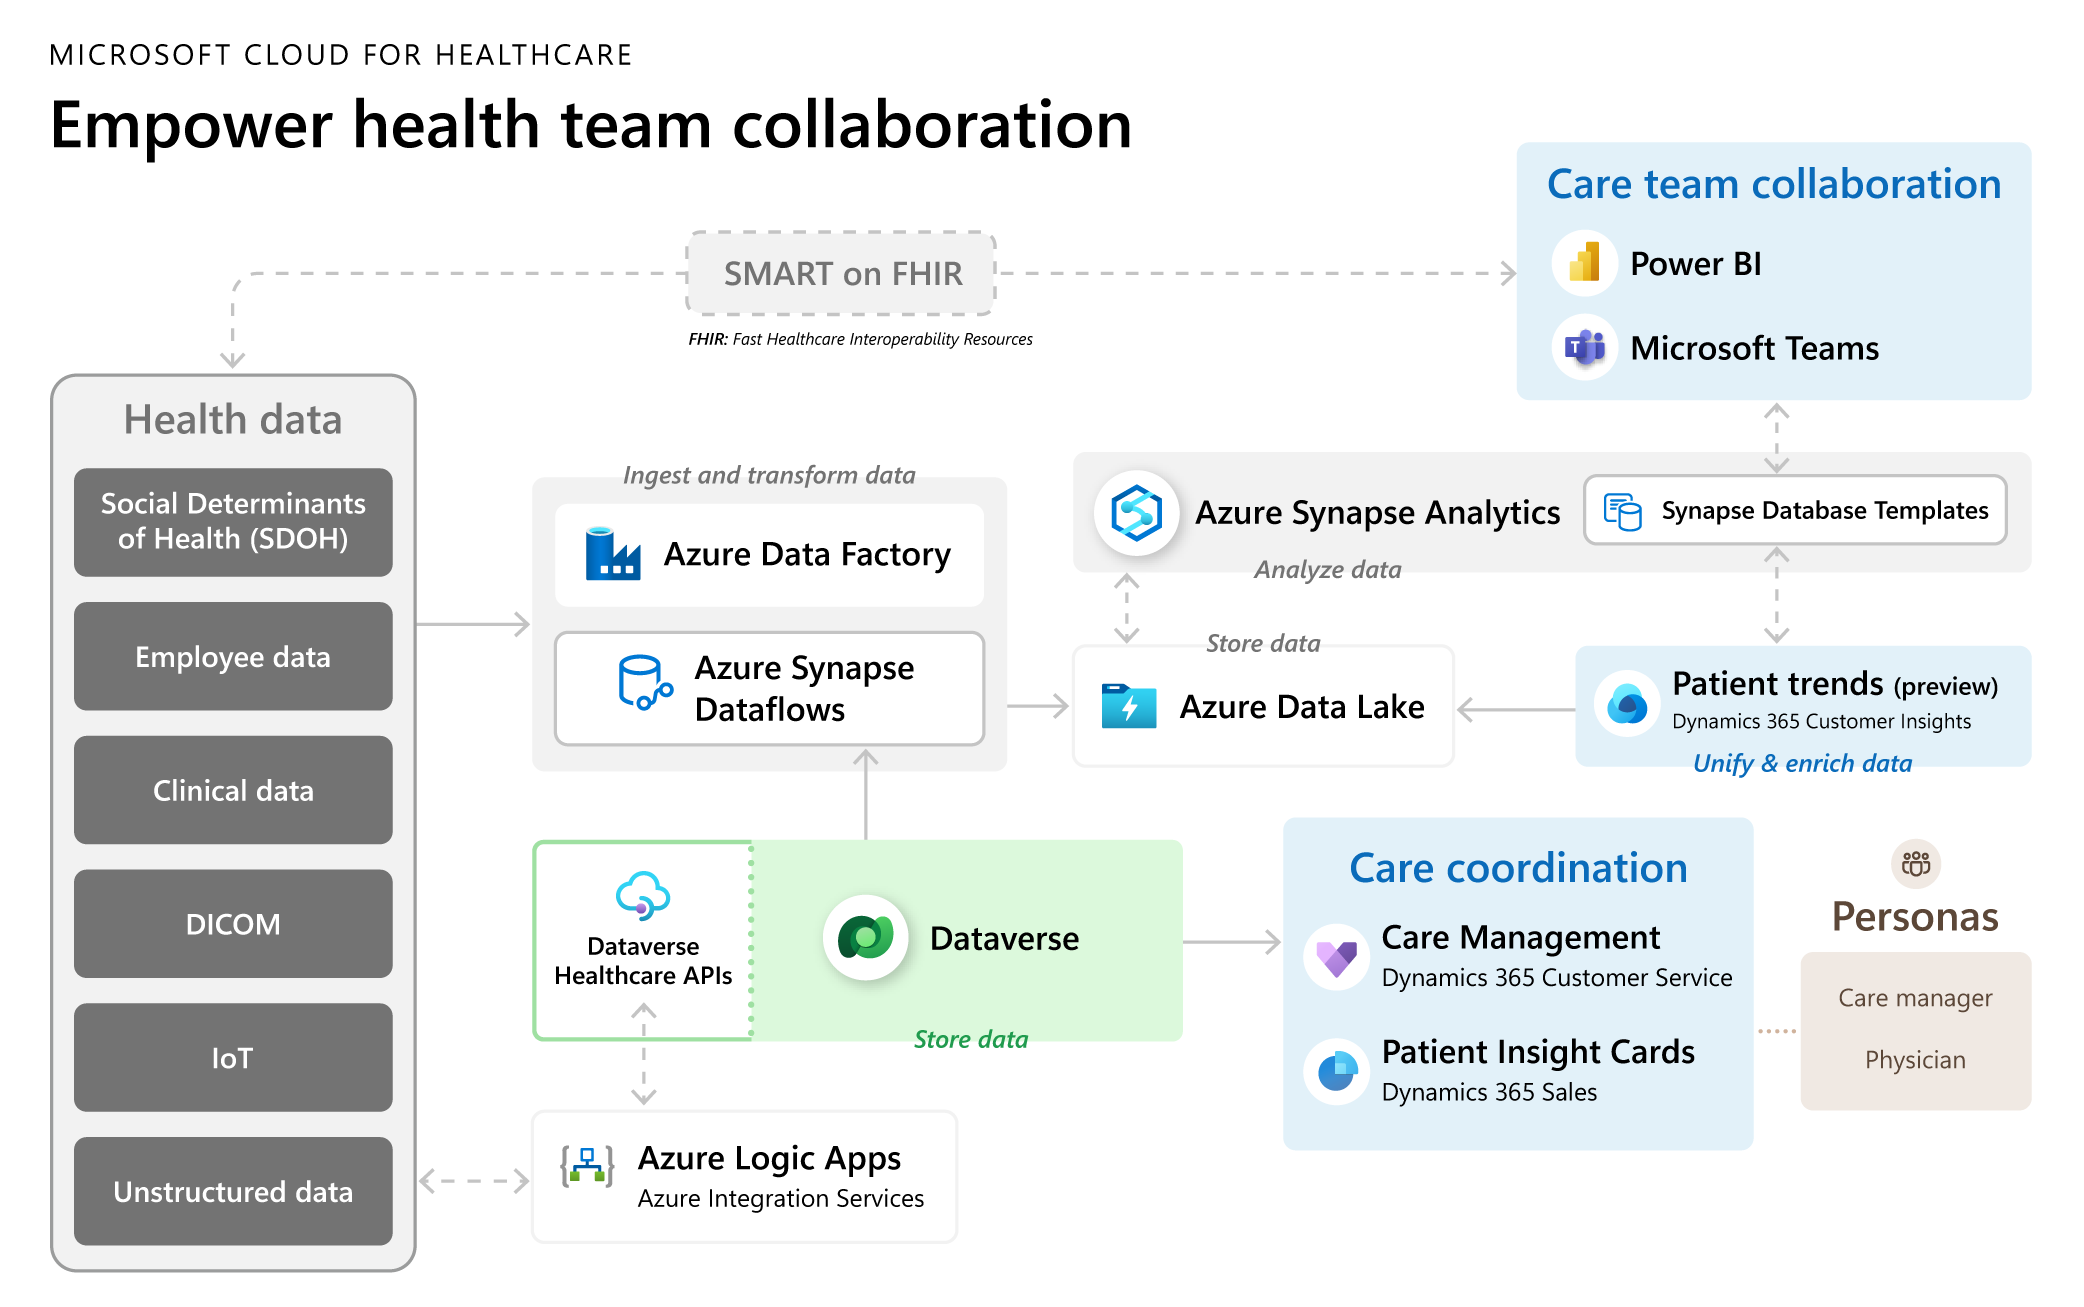 MICROSOFT CLOUD FOR HEALTHCARE
Empower health team collaboration
SMART on FHIR
FHIR: Fast Healthcare Interoperability Resources
Care team collaboration
Power BI
T
Microsoft Teams
Health data
Social Determinants
of Health (SDOH)
Employee data
Clinical data
DICOM
IoT
Unstructured data
Ingest and transform data
Azure Data Factory
Azure Synapse
Dataflows
Azure Synapse Analytics
Synapse Database Templates
Analyze data
Store data
Azure Data Lake
Patient trends (preview)
Dynamics 365 Customer Insights
Unify & enrich data
Dataverse
Healthcare APIs
Dataverse
Store data
Azure Logic Apps
Azure Integration Services
Care coordination
Care Management
Dynamics 365 Customer Service
Patient Insight Cards
Dynamics 365 Sales
Personas
Care manager
Physician